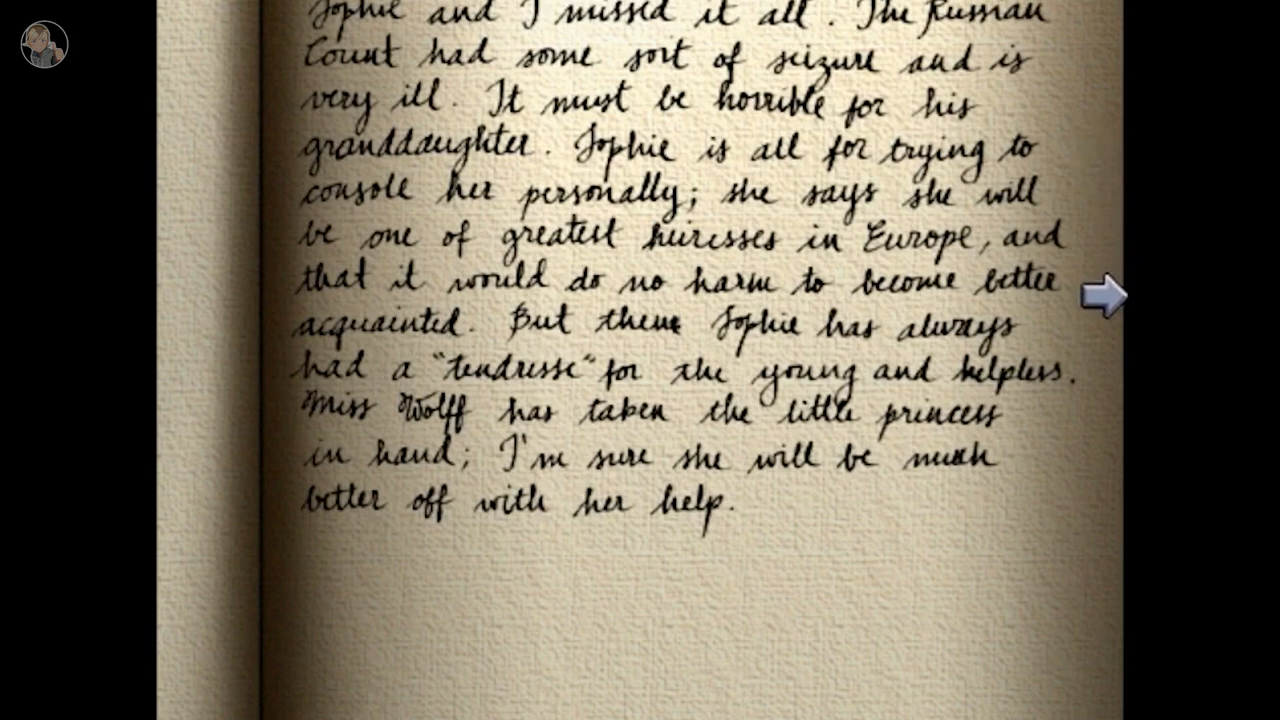 Sophie and I missed it all. The Russian
Count had some sort of seizure and is
very ill. It must be horrible for his
granddaughter. Sophie is all for trying to
console her personally; she says she will
be one of greatest heiresses in Europe, and
that it would do no harm to become better
acquainted. But then Sophie has always
had a "tendresse" for the young and helpless.
Miss Wolff has taken the little princess
in hand; I'm sure she will be much
better off with her help.